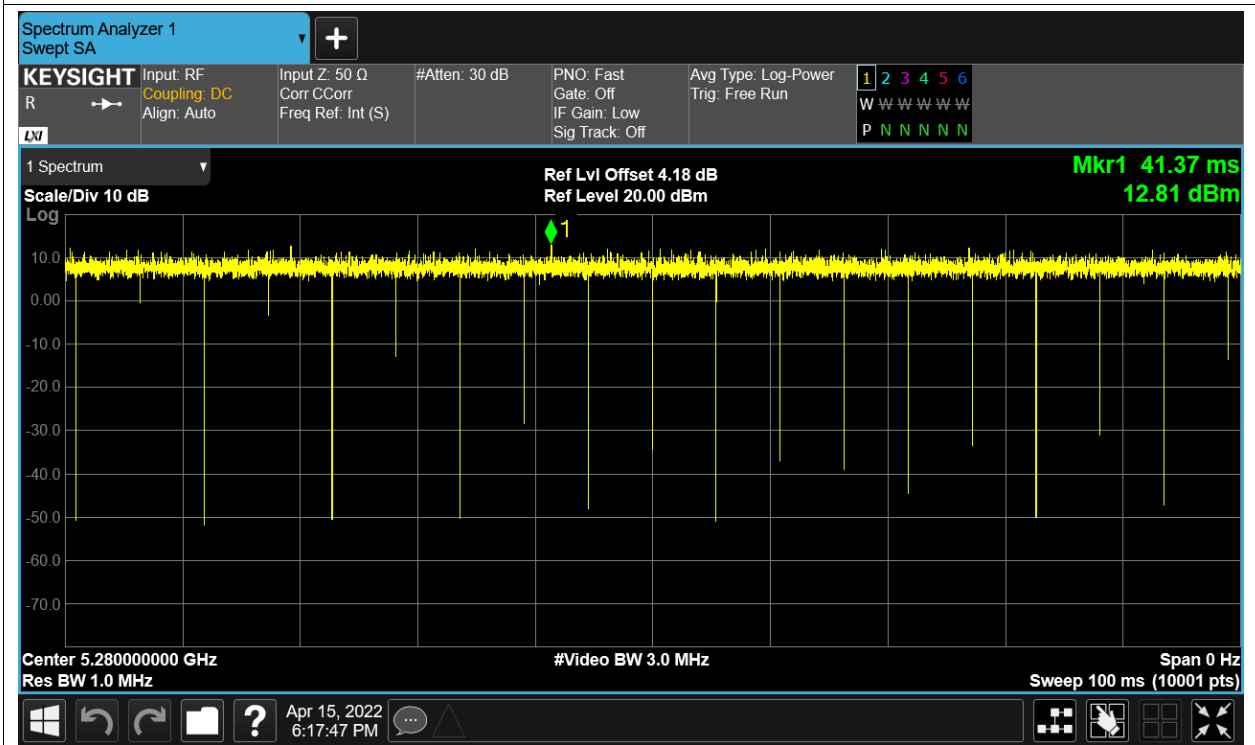 Spectrum Analyzer 1
Swept SA
KEYSIGHT
R
LXI
Input: RF
Coupling: DC
Align: Auto
Input Z: 50 Ω
Corr CCorr
Freq Ref: Int (S)
#Atten: 30 dB
PNO: Fast
Gate: Off
IF Gain: Low
Sig Track: Off
Avg Type: Log-Power
Trig: Free Run
1 2 3 4 5 6
W W W W W W
P N N N N N
1 Spectrum
Scale/Div 10 dB
Log
Ref Lvl Offset 4.18 dB
Ref Level 20.00 dBm
Mkr1 41.37 ms
12.81 dBm
1
10.0
0.00
-10.0
-20.0
-30.0
-40.0
-50.0
-60.0
-70.0
Center 5.280000000 GHz
Res BW 1.0 MHz
#Video BW 3.0 MHz
Span 0 Hz
Sweep 100 ms (10001 pts)
?
Apr 15, 2022
6:17:47 PM